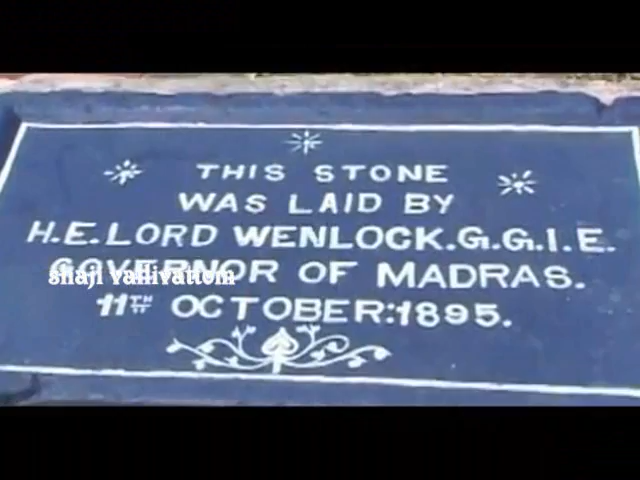 THIS STONE
WAS LAID BY
H.E. LORD WENLOCK.G.G.I.E.
GOVERNOR OF MADRAS.
shaji vallivattom
11TH OCTOBER:1895.